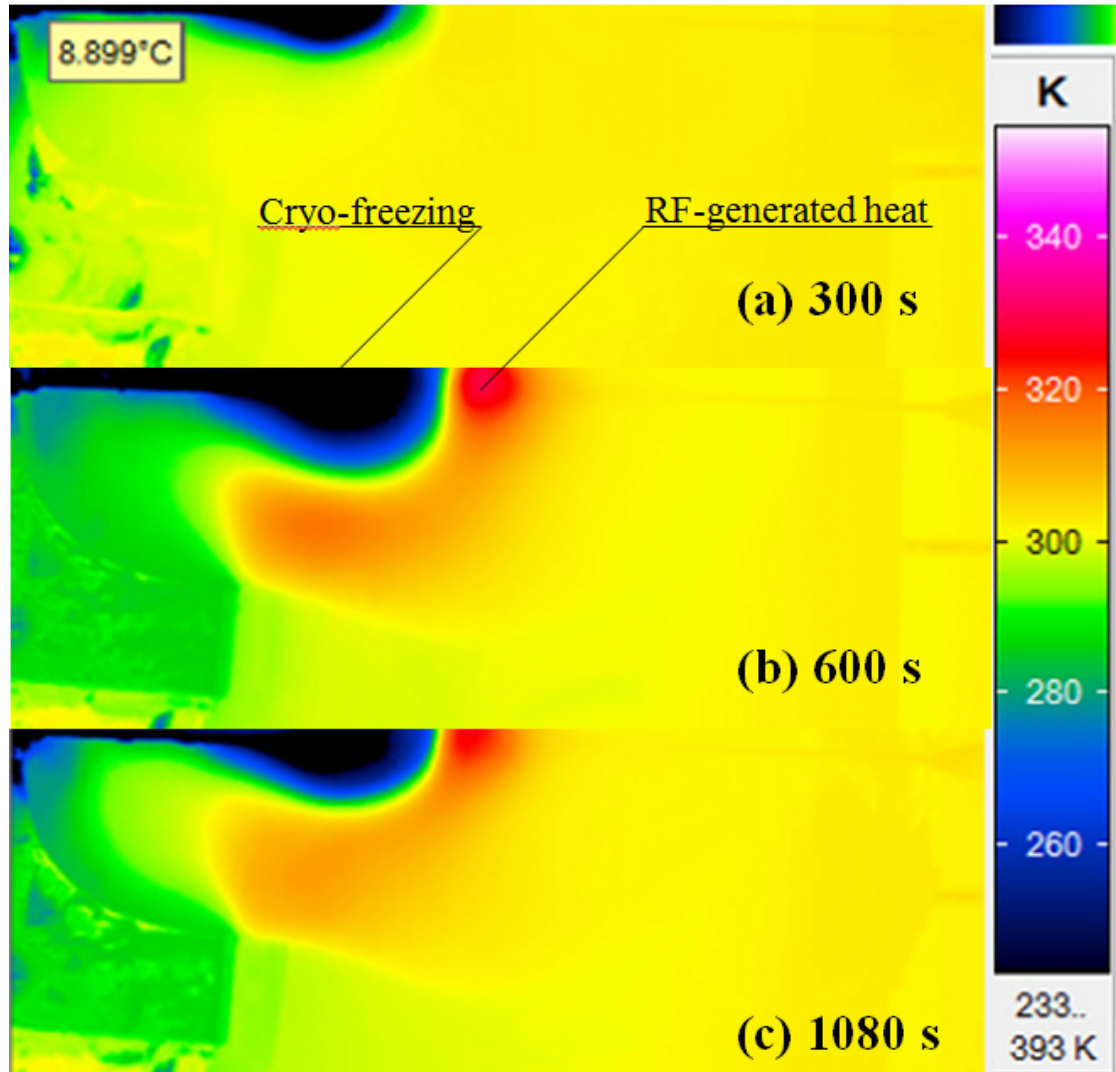 8.899°C
K
Cryo-freezing
RF-generated heat
340
(a) 300 s
320
300
(b) 600 s
280
260
233..
(c) 1080 s
393 K